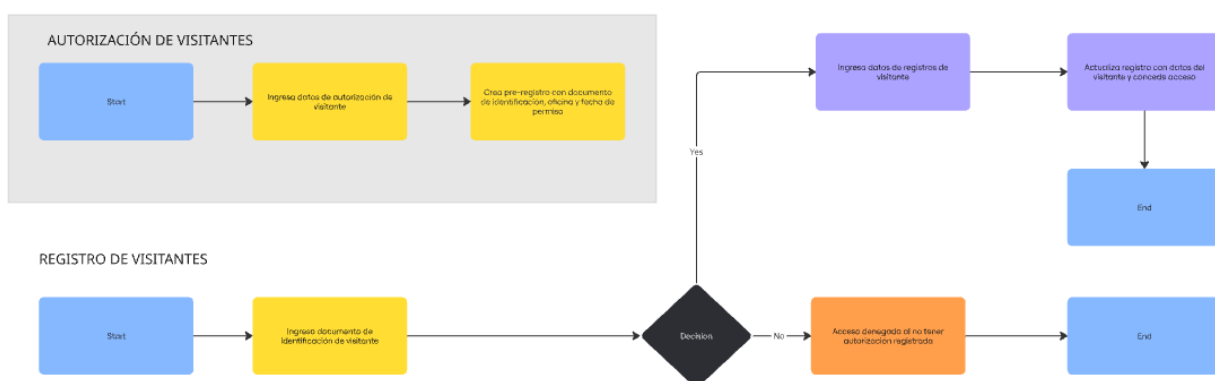 AUTORIZACIÓN DE VISITANTES
Start
Ingresa datos de autorización de
visitante
Crea pre-registro con documento
de identificación, oficina y fecha de
permiso
Ingresa datos de registros de
visitante
Actualiza registro con datos del
visitante y concede acceso
Yes
End
REGISTRO DE VISITANTES
Start
Ingresa documento de
identificación de visitante
Decision
No
Acceso denegado al no tener
autorización registrada
End